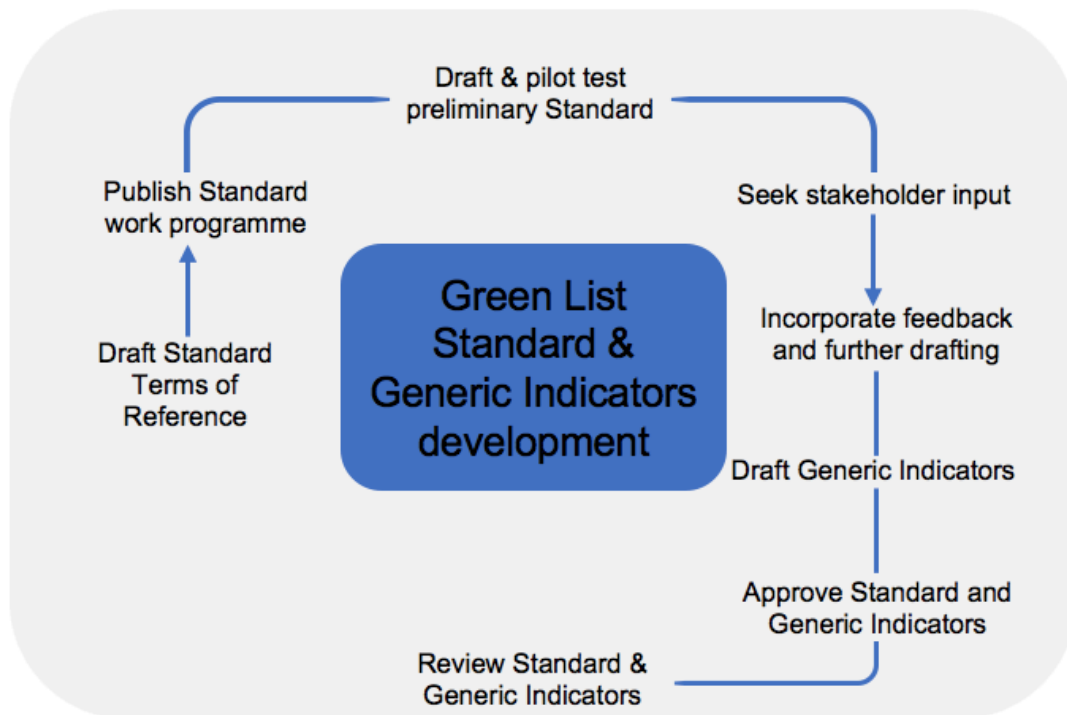 Draft & pilot test
preliminary Standard
Publish Standard
work programme
Seek stakeholder input
Green List
Standard &
Generic Indicators
development
Incorporate feedback
and further drafting
Draft Standard
Terms of
Reference
Draft Generic Indicators
Approve Standard and
Generic Indicators
Review Standard &
Generic Indicators